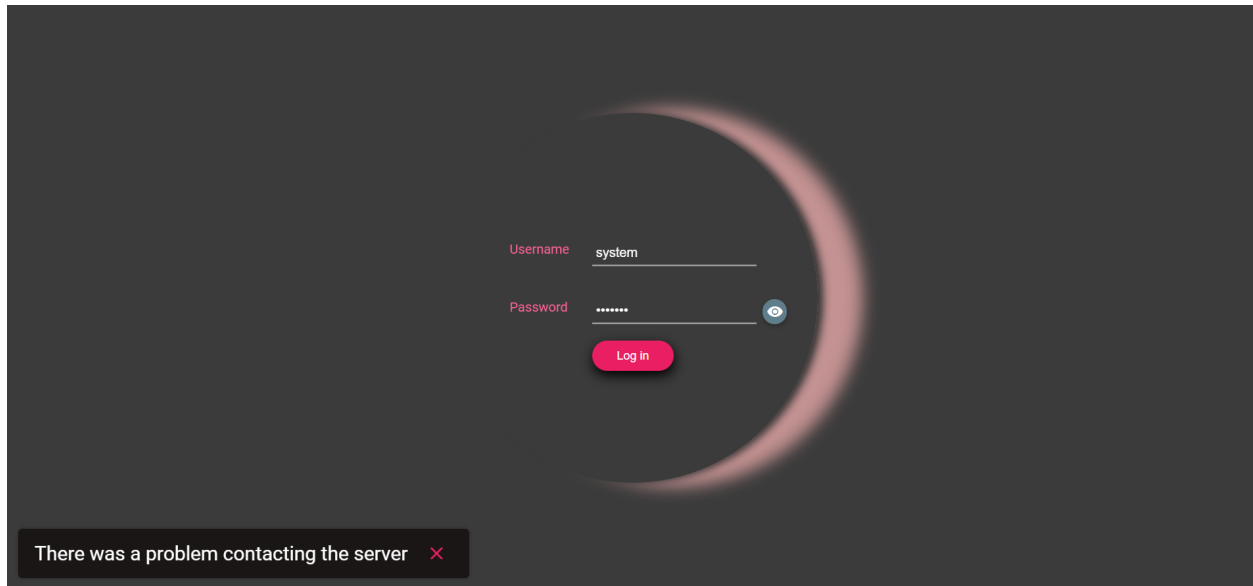 Username
system
Password
•••••••
Log in
There was a problem contacting the server